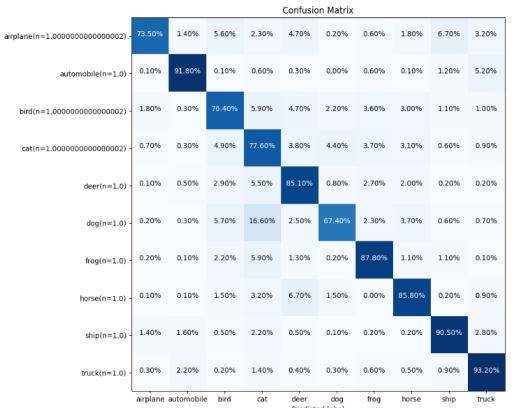 Confusion Matrix
airplane(n=1.0000000000000002) 73.50% 1.40% 5.60% 2.30% 4.70% 0.20% 0.60% 1.80% 6.70% 3.20%
automobile(n=1.0) 0.10% 91.80% 0.10% 0.60% 0.30% 0.00% 0.60% 0.10% 1.20% 5.20%
bird(n=1.0000000000000002) 1.80% 0.30% 76.40% 5.90% 4.70% 2.20% 3.60% 3.00% 1.10% 1.00%
cat(n=1.0000000000000002) 0.70% 0.30% 4.90% 77.60% 3.80% 4.40% 3.70% 3.10% 0.60% 0.90%
deer(n=1.0) 0.10% 0.50% 2.90% 5.50% 85.10% 0.80% 2.70% 2.00% 0.20% 0.20%
dog(n=1.0) 0.20% 0.30% 5.70% 16.60% 2.50% 67.40% 2.30% 3.70% 0.60% 0.70%
frog(n=1.0) 0.20% 0.10% 2.20% 5.90% 1.30% 0.20% 87.80% 1.10% 1.10% 0.10%
horse(n=1.0) 0.10% 0.10% 1.50% 3.20% 6.70% 1.50% 0.00% 85.80% 0.20% 0.90%
ship(n=1.0) 1.40% 1.60% 0.50% 2.20% 0.50% 0.10% 0.20% 0.20% 90.50% 2.80%
truck(n=1.0) 0.30% 2.20% 0.20% 1.40% 0.40% 0.30% 0.60% 0.50% 0.90% 93.20%
airplane automobile bird cat deer dog frog horse ship truck